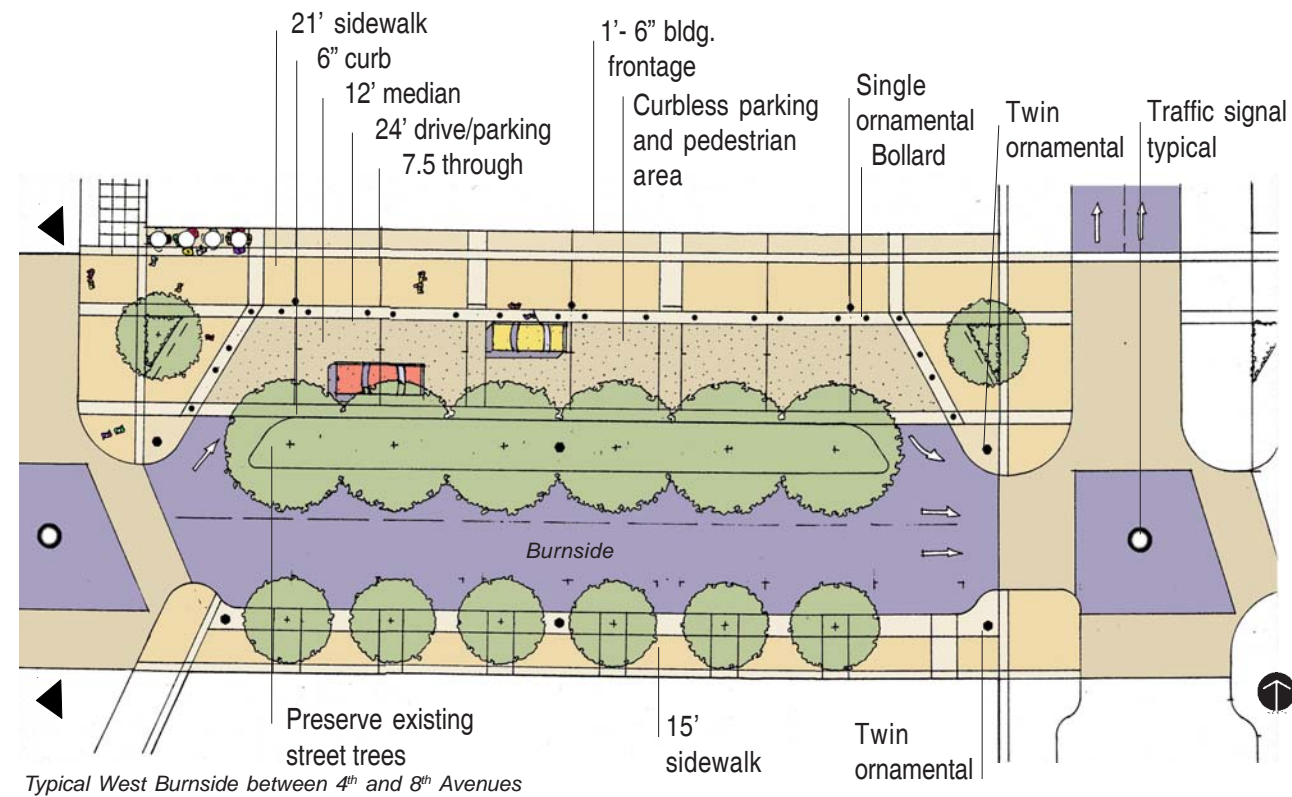 21’ sidewalk
6” curb
12’ median
24’ drive/parking
7.5 through
1’- 6” bldg.
frontage
Curbless parking
and pedestrian
area
Single
ornamental
Bollard
Twin
ornamental
Traffic signal
typical
Burnside
Preserve existing
street trees
15’
sidewalk
Twin
ornamental
Typical West Burnside between 4th and 8th Avenues